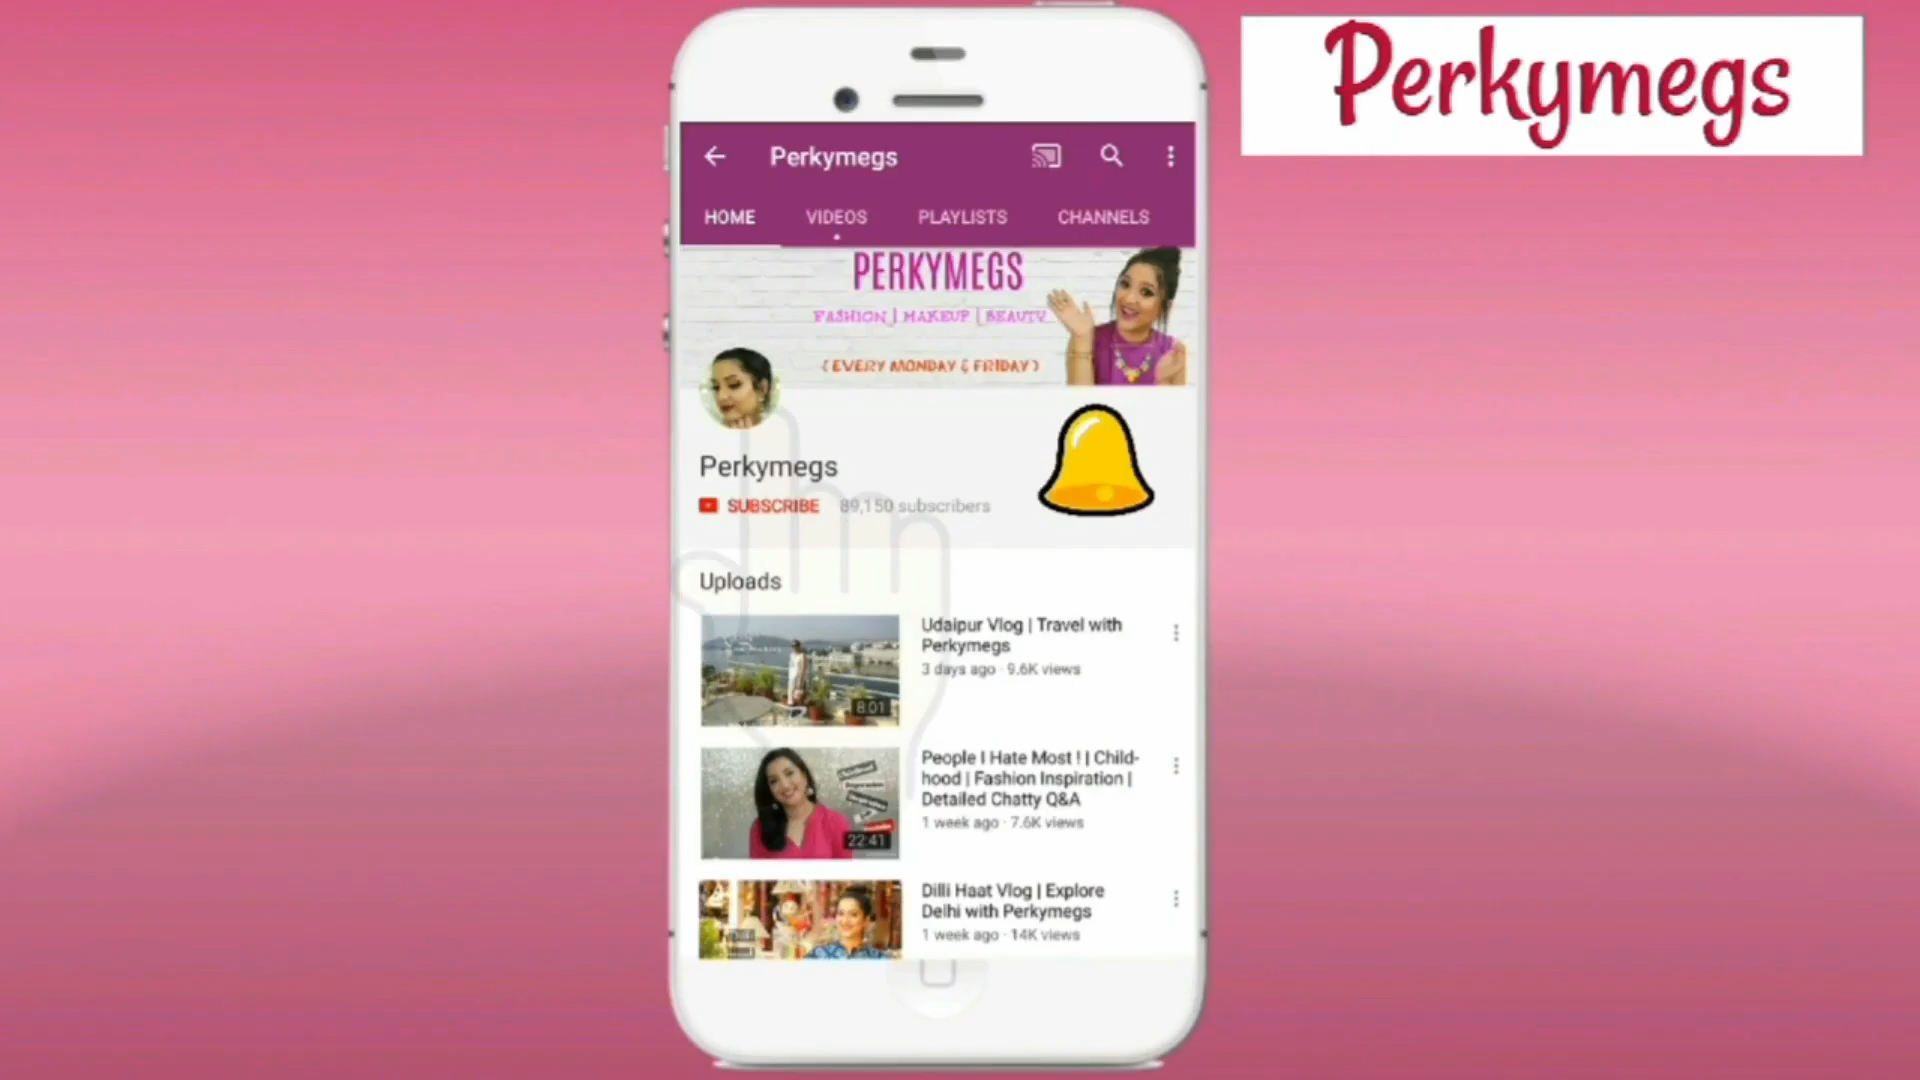 Perkymegs
Perkymegs
HOME VIDEOS PLAYLISTS CHANNELS
PERKYMEGS
FASHION | MAKEUP | BEAUTY
( EVERY MONDAY & FRIDAY )
Perkymegs
SUBSCRIBE 89,150 subscribers
Uploads
Udaipur Vlog | Travel with
Perkymegs
3 days ago · 9.6K views
8:01
People I Hate Most ! | Child-
hood | Fashion Inspiration |
Detailed Chatty Q&A
1 week ago · 7.6K views
22:41
Dilli Haat Vlog | Explore
Delhi with Perkymegs
1 week ago · 14K views